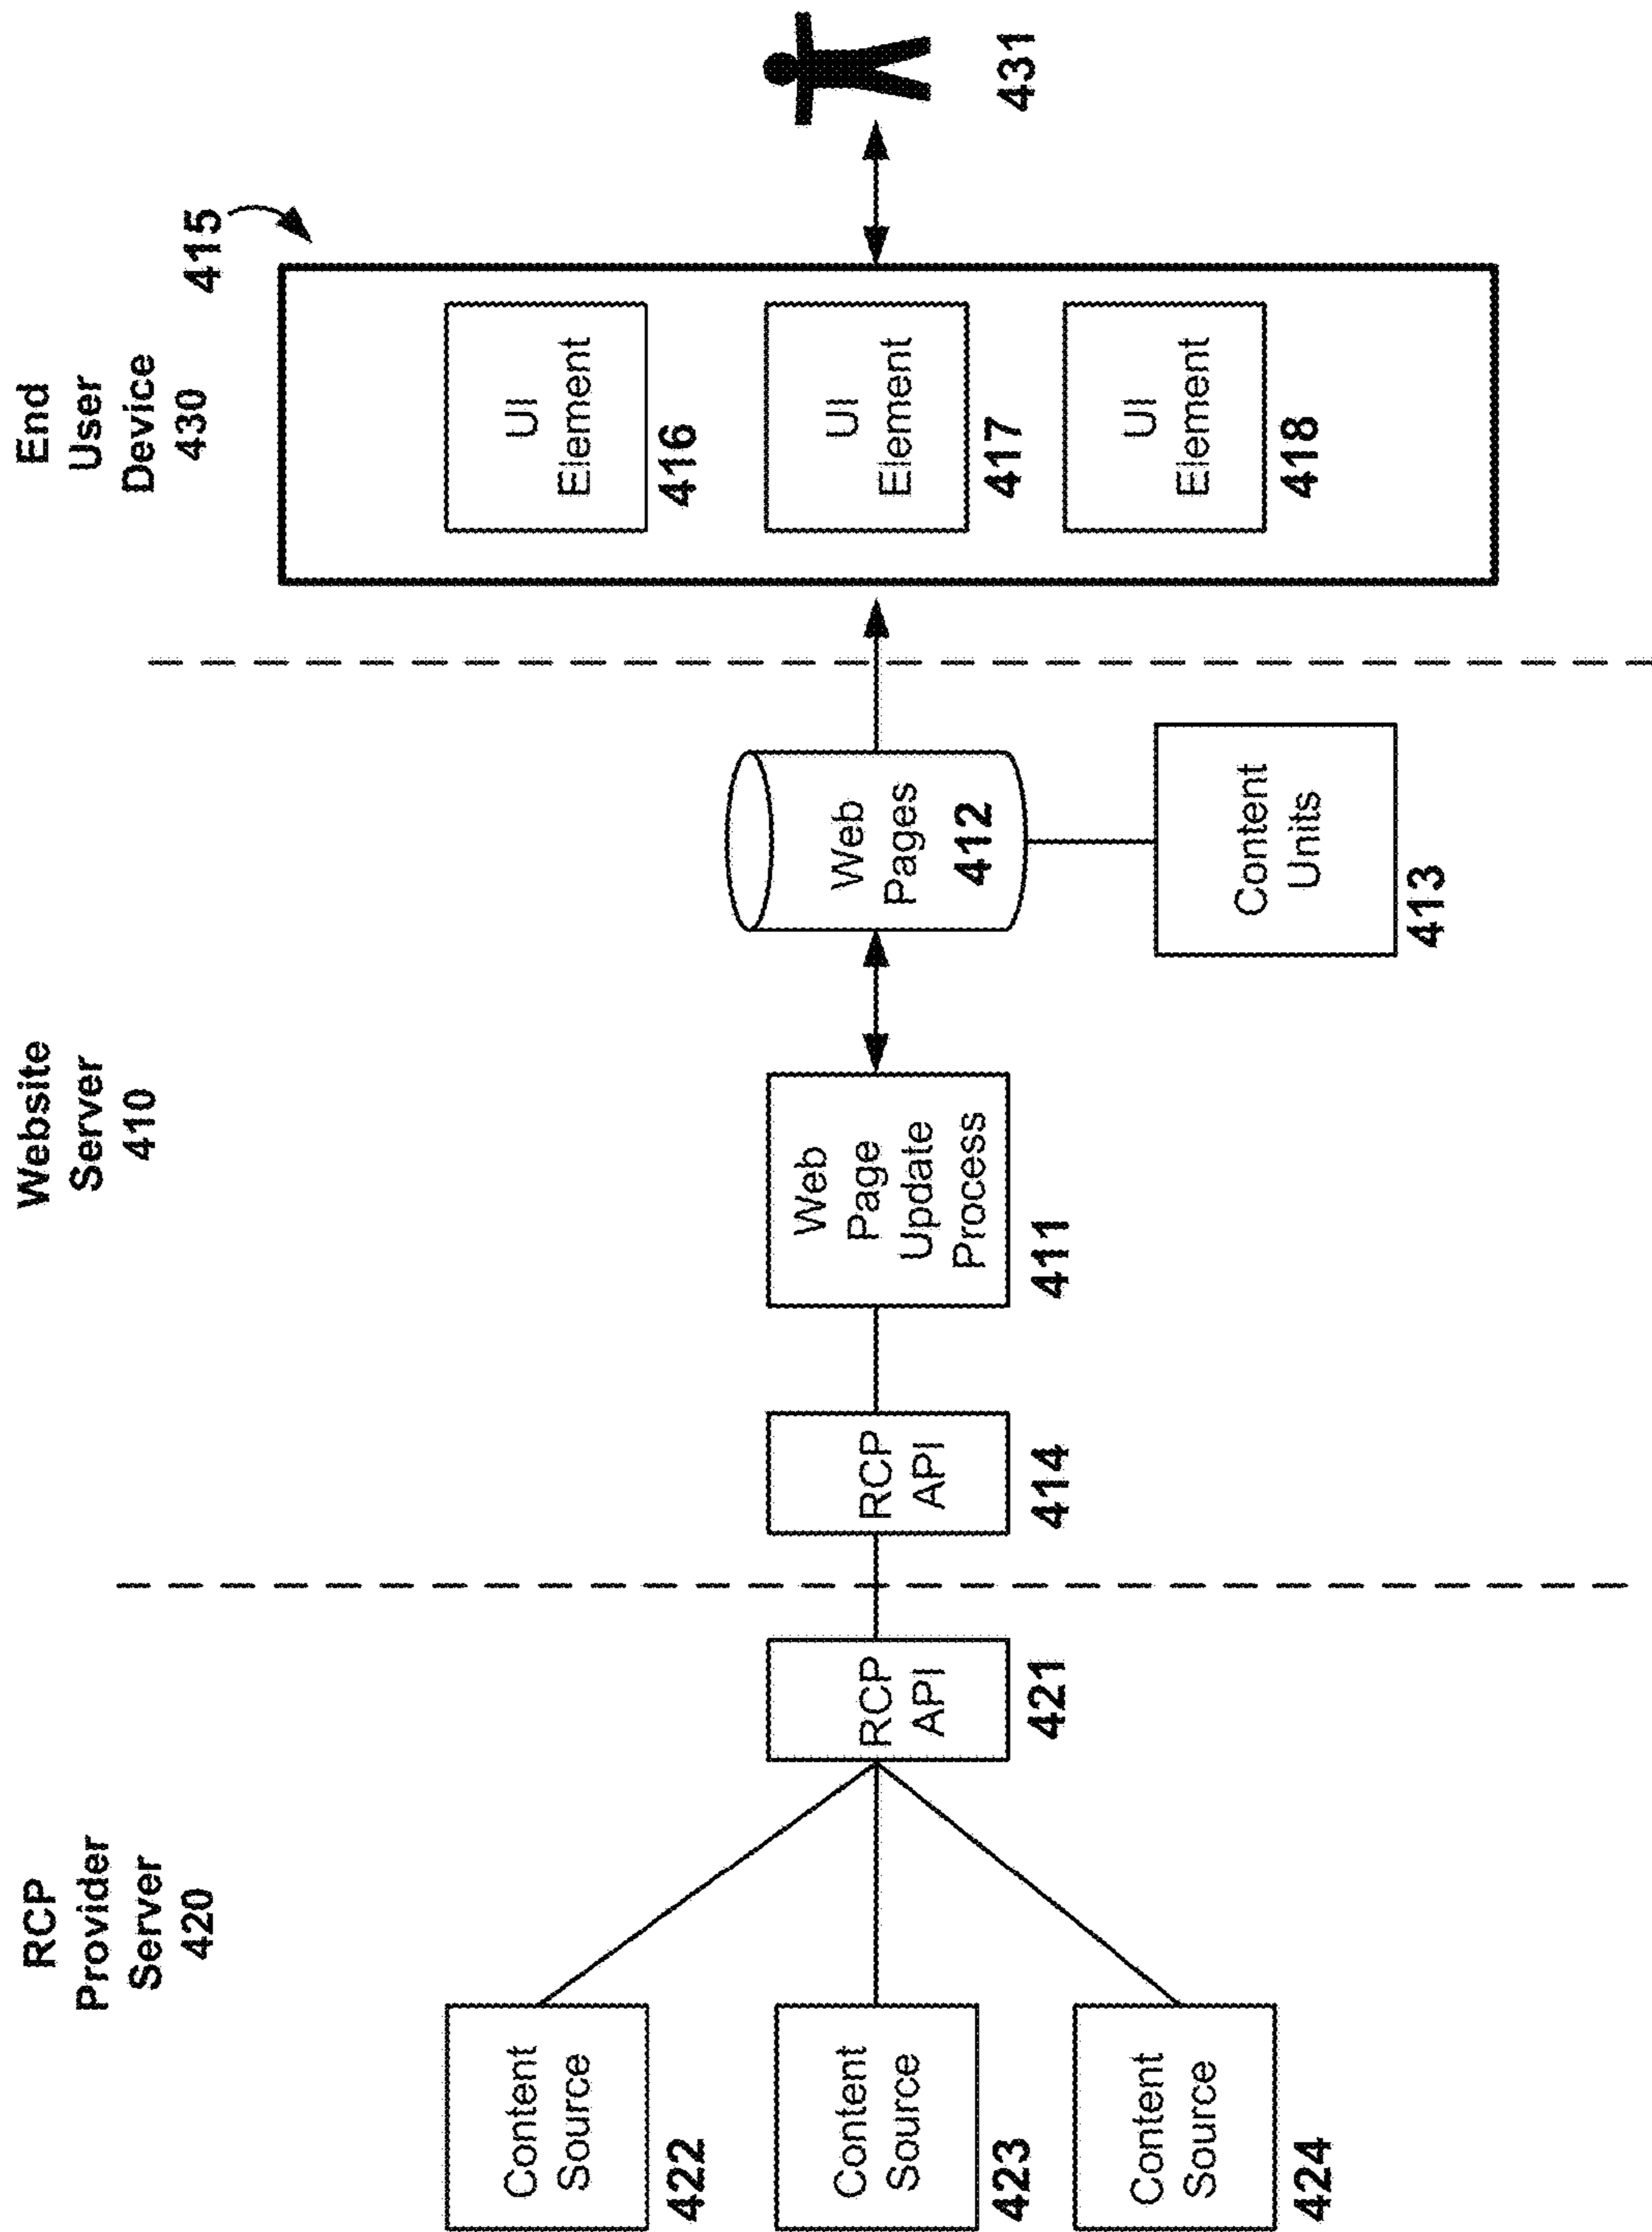 RCP
Provider
Server
420
Website
Server
410
End
User
Device
430
415
Content
Source
422
Content
Source
423
Content
Source
424
RCP
API
421
RCP
API
414
Web
Page
Update
Process
411
Web
Pages
412
Content
Units
413
UI
Element
416
UI
Element
417
UI
Element
418
431